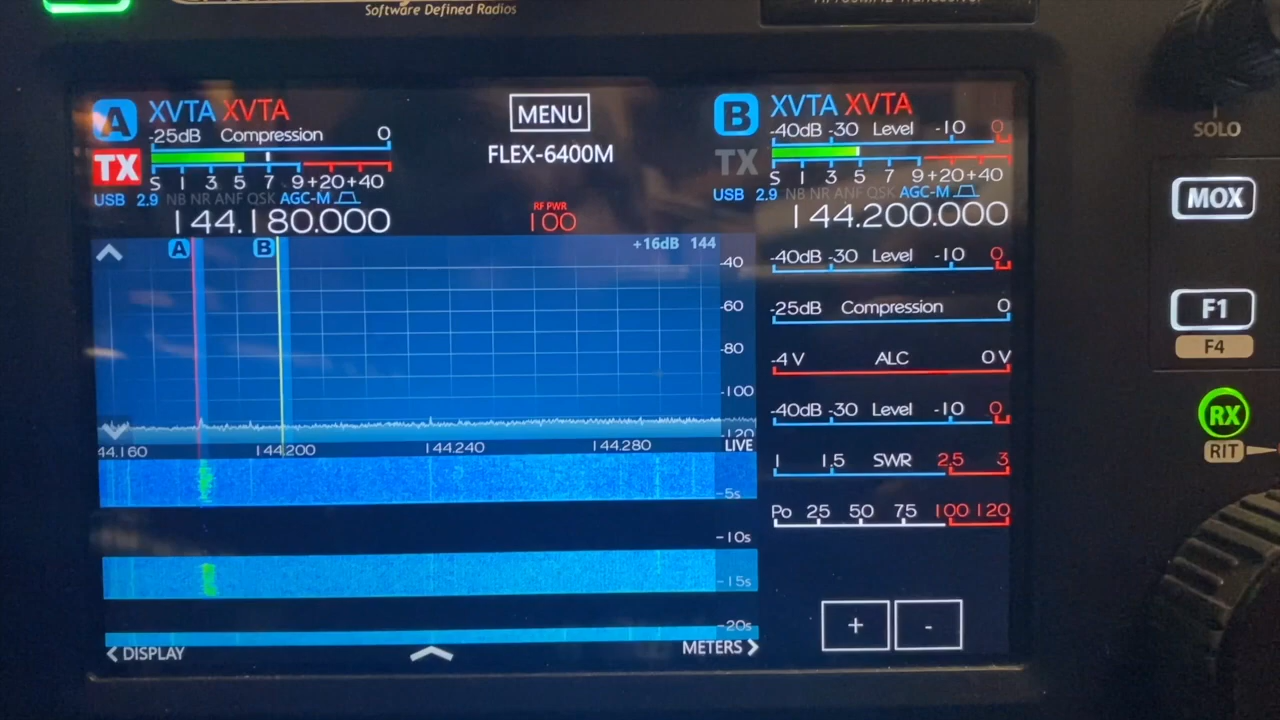 Software Defined Radios
A XVTA XVTA
-25dB Compression 0
TX
S 1 3 5 7 9 +20 +40
USB 2.9 NB NR ANF QSK AGC-M
144.180.000
MENU
FLEX-6400M
RF PWR
100
B XVTA XVTA
-40dB -30 Level -10 0
TX
S 1 3 5 7 9 +20 +40
USB 2.9 NB NR ANF QSK AGC-M
144.200.000
A B +16dB 144
-40
-60
-80
-100
-120
44.160 144.200 144.240 144.280 LIVE
-5s
-10s
-15s
-20s
DISPLAY METERS
-40dB -30 Level -10 0
-25dB Compression 0
-4 V ALC 0 V
-40dB -30 Level -10 0
1 1.5 SWR 2.5 3
Po 25 50 75 100 120
+ -
SOLO
MOX
F1
F4
RX
RIT